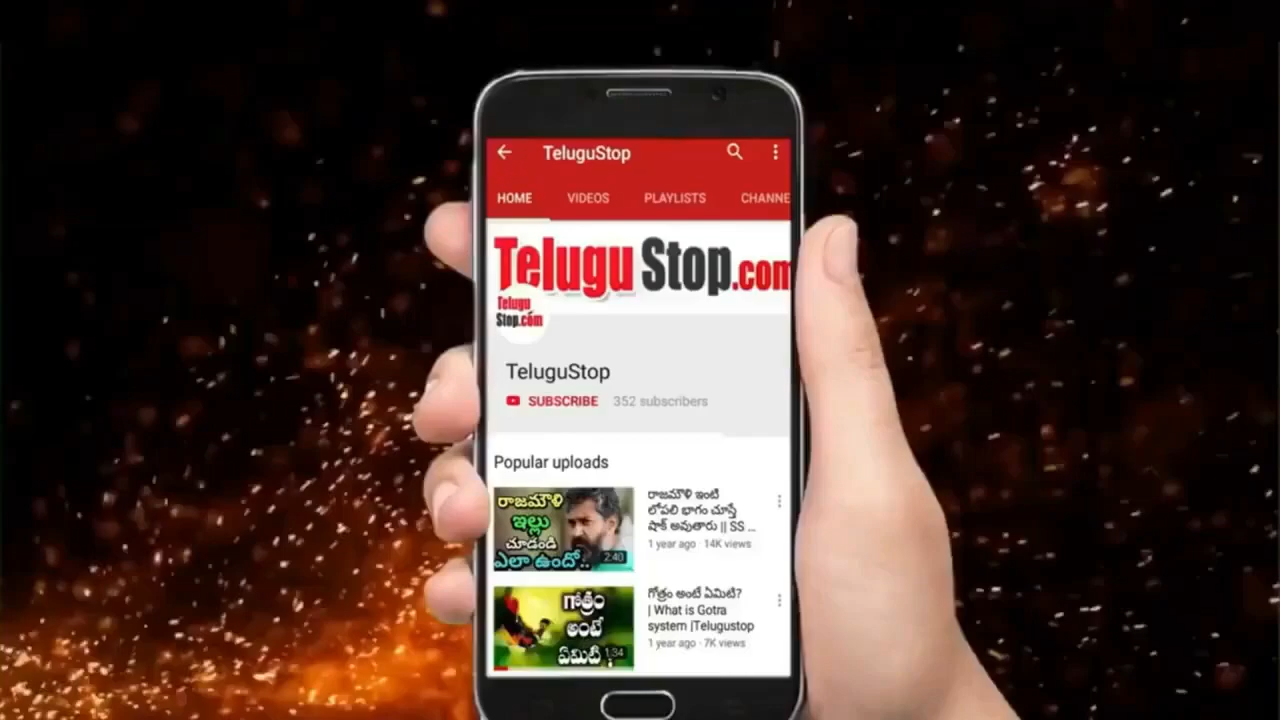 TeluguStop
HOME VIDEOS PLAYLISTS CHANNE
Telugu Stop.com
Telugu
Stop.com
TeluguStop
SUBSCRIBE 352 subscribers
Popular uploads
రాజమౌళి
ఇల్లు
చూడండి
ఎలా ఉందో..
2:40
రాజమౌళి ఇంటి
లోపలి భాగం చూస్తే
షాక్ అవుతారు || SS ...
1 year ago · 14K views
గోత్రం
అంటే
ఏమిటి ?
1:34
గోత్రం అంటే ఏమిటి?
| What is Gotra
system |Telugustop
1 year ago · 7K views